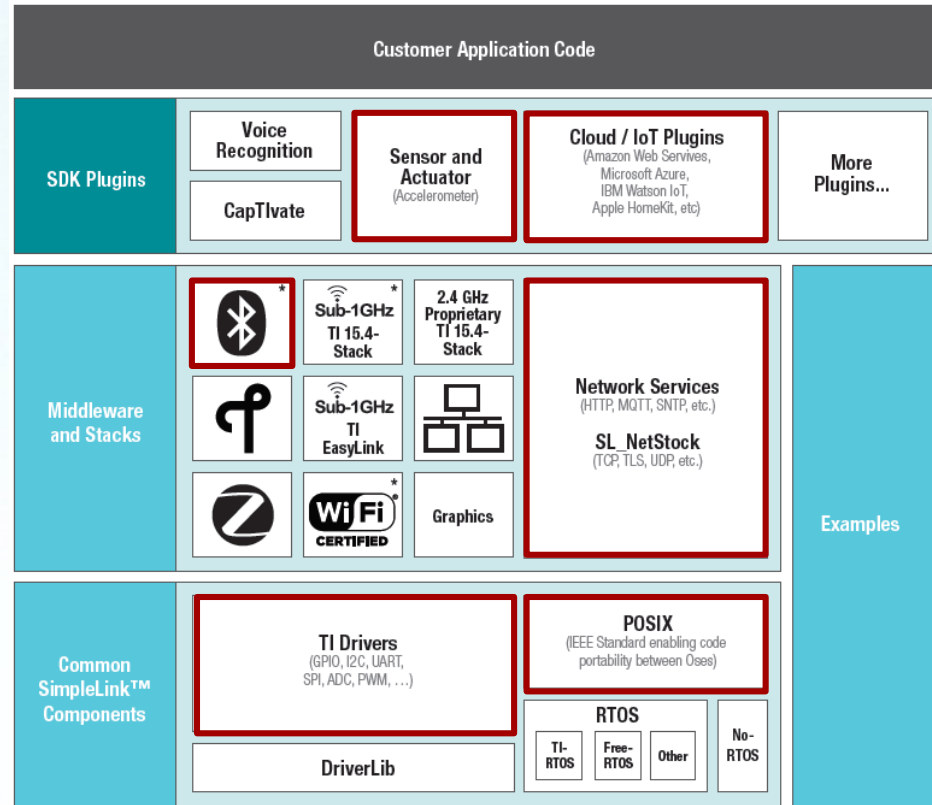 Customer Application Code
SDK Plugins
Voice
Recognition
CapTIvate
Sensor and
Actuator
(Accelerometer)
Cloud / IoT Plugins
(Amazon Web Servives,
Microsoft Azure,
IBM Watson IoT,
Apple HomeKit, etc)
More
Plugins...
Middleware
and Stacks
*
Sub-1GHz
*
TI 15.4-
Stack
2.4 GHz
Proprietary
TI 15.4-
Stack
Sub-1GHz
TI
EasyLink
*
Wi Fi
®
CERTIFIED
Graphics
Network Services
(HTTP, MQTT, SNTP, etc.)
SL_NetStock
(TCP, TLS, UDP, etc.)
Examples
Common
SimpleLink™
Components
TI Drivers
(GPIO, I2C, UART,
SPI, ADC, PWM, …)
DriverLib
POSIX
(IEEE Standard enabling code
portability between Oses)
RTOS
TI-
RTOS
Free-
RTOS
Other
No-
RTOS